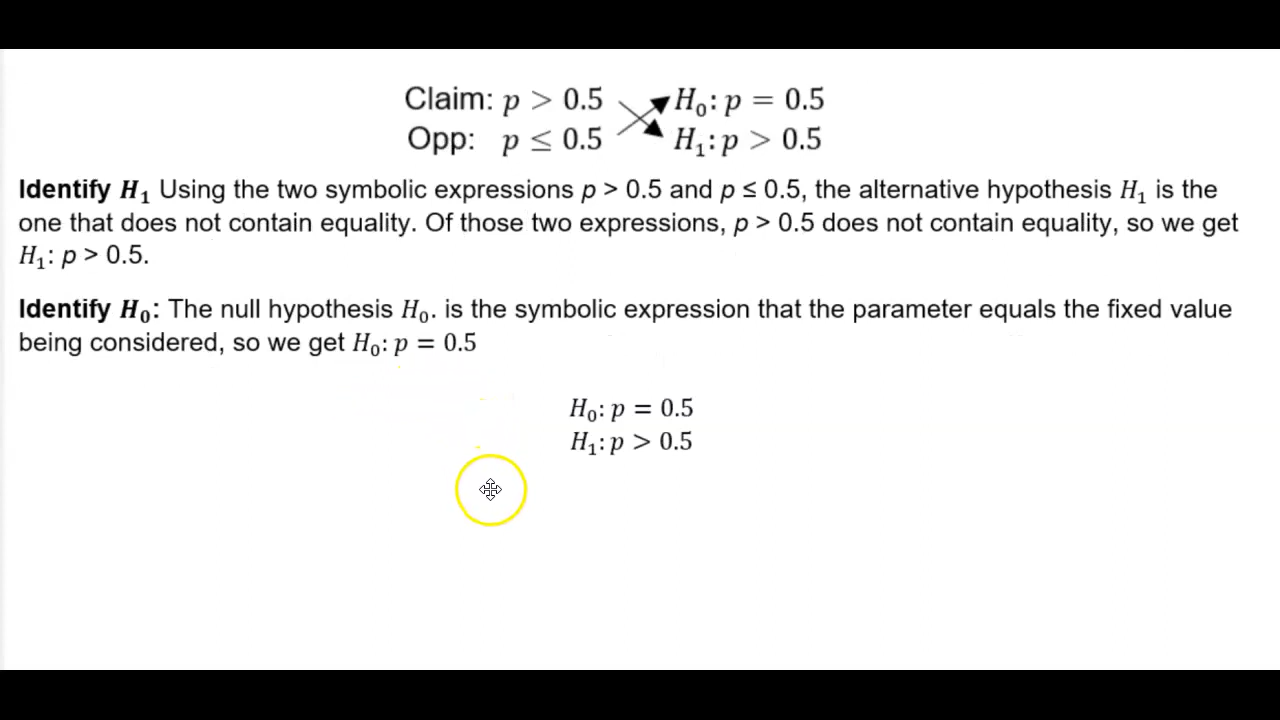 Claim: p > 0.5 H₀: p = 0.5
Opp: p ≤ 0.5 H₁: p > 0.5
Identify H₁ Using the two symbolic expressions p > 0.5 and p ≤ 0.5, the alternative hypothesis H₁ is the
one that does not contain equality. Of those two expressions, p > 0.5 does not contain equality, so we get
H₁: p > 0.5.
Identify H₀: The null hypothesis H₀. is the symbolic expression that the parameter equals the fixed value
being considered, so we get H₀: p = 0.5
H₀: p = 0.5
H₁: p > 0.5